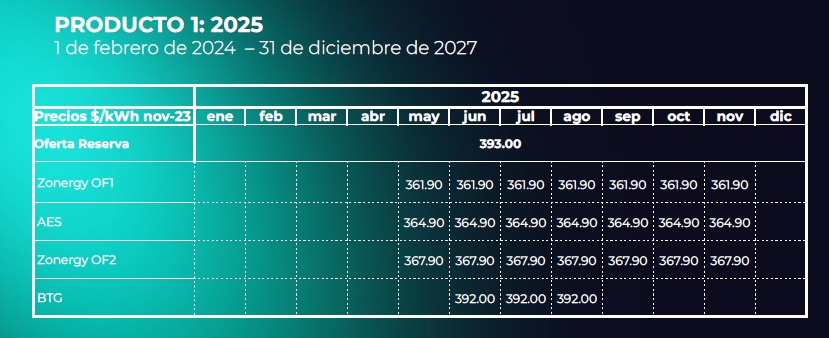 PRODUCTO 1: 2025
1 de febrero de 2024 – 31 de diciembre de 2027
2025
Precios $/kWh nov-23 ene feb mar abr may jun jul ago sep oct nov dic
Oferta Reserva 393.00
Zonergy OF1 361.90 361.90 361.90 361.90 361.90 361.90 361.90
AES 364.90 364.90 364.90 364.90 364.90 364.90 364.90
Zonergy OF2 367.90 367.90 367.90 367.90 367.90 367.90 367.90
BTG 392.00 392.00 392.00